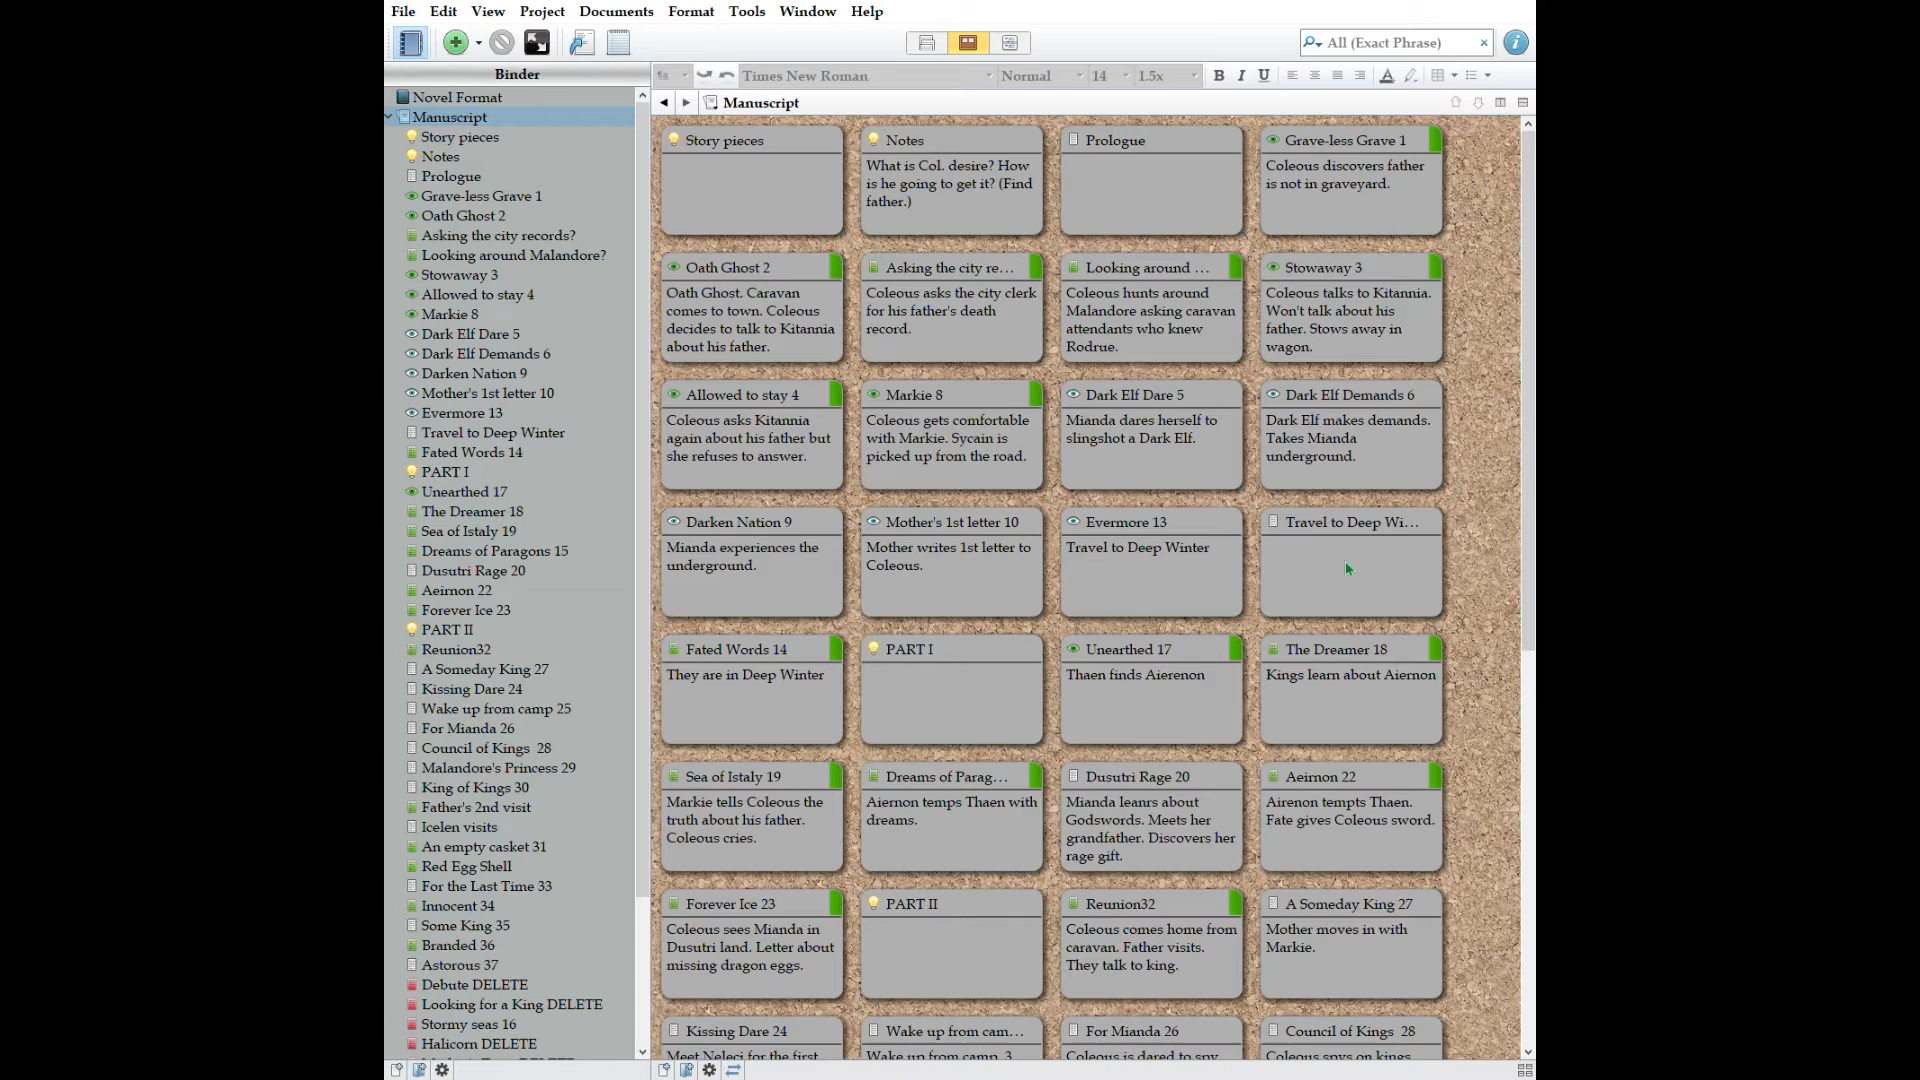 File Edit View Project Documents Format Tools Window Help
All (Exact Phrase)
Binder
Times New Roman Normal 14 1.5x B I U A
Novel Format
Manuscript
Story pieces
Notes
Prologue
Grave-less Grave 1
Oath Ghost 2
Asking the city records?
Looking around Malandore?
Stowaway 3
Allowed to stay 4
Markie 8
Dark Elf Dare 5
Dark Elf Demands 6
Darken Nation 9
Mother's 1st letter 10
Evermore 13
Travel to Deep Winter
Fated Words 14
PART I
Unearthed 17
The Dreamer 18
Sea of Istaly 19
Dreams of Paragons 15
Dusutri Rage 20
Aeirnon 22
Forever Ice 23
PART II
Reunion32
A Someday King 27
Kissing Dare 24
Wake up from camp 25
For Mianda 26
Council of Kings 28
Malandore's Princess 29
King of Kings 30
Father's 2nd visit
Icelen visits
An empty casket 31
Red Egg Shell
For the Last Time 33
Innocent 34
Some King 35
Branded 36
Astorous 37
Debute DELETE
Looking for a King DELETE
Stormy seas 16
Halicorn DELETE
Manuscript
Story pieces
Notes
What is Col. desire? How
is he going to get it? (Find
father.)
Prologue
Grave-less Grave 1
Coleous discovers father
is not in graveyard.
Oath Ghost 2
Oath Ghost. Caravan
comes to town. Coleous
decides to talk to Kitannia
about his father.
Asking the city re...
Coleous asks the city clerk
for his father's death
record.
Looking around ...
Coleous hunts around
Malandore asking caravan
attendants who knew
Rodrue.
Stowaway 3
Coleous talks to Kitannia.
Won't talk about his
father. Stows away in
wagon.
Allowed to stay 4
Coleous asks Kitannia
again about his father but
she refuses to answer.
Markie 8
Coleous gets comfortable
with Markie. Sycain is
picked up from the road.
Dark Elf Dare 5
Mianda dares herself to
slingshot a Dark Elf.
Dark Elf Demands 6
Dark Elf makes demands.
Takes Mianda
underground.
Darken Nation 9
Mianda experiences the
underground.
Mother's 1st letter 10
Mother writes 1st letter to
Coleous.
Evermore 13
Travel to Deep Winter
Travel to Deep Wi...
Fated Words 14
They are in Deep Winter
PART I
Unearthed 17
Thaen finds Aierenon
The Dreamer 18
Kings learn about Aiernon
Sea of Istaly 19
Markie tells Coleous the
truth about his father.
Coleous cries.
Dreams of Parag...
Aiernon temps Thaen with
dreams.
Dusutri Rage 20
Mianda leanrs about
Godswords. Meets her
grandfather. Discovers her
rage gift.
Aeirnon 22
Airenon tempts Thaen.
Fate gives Coleous sword.
Forever Ice 23
Coleous sees Mianda in
Dusutri land. Letter about
missing dragon eggs.
PART II
Reunion32
Coleous comes home from
caravan. Father visits.
They talk to king.
A Someday King 27
Mother moves in with
Markie.
Kissing Dare 24
Meet Neleci for the first
Wake up from cam...
Wake up from camp. 3
For Mianda 26
Coleous is dared to spy
Council of Kings 28
Coleous spys on kings